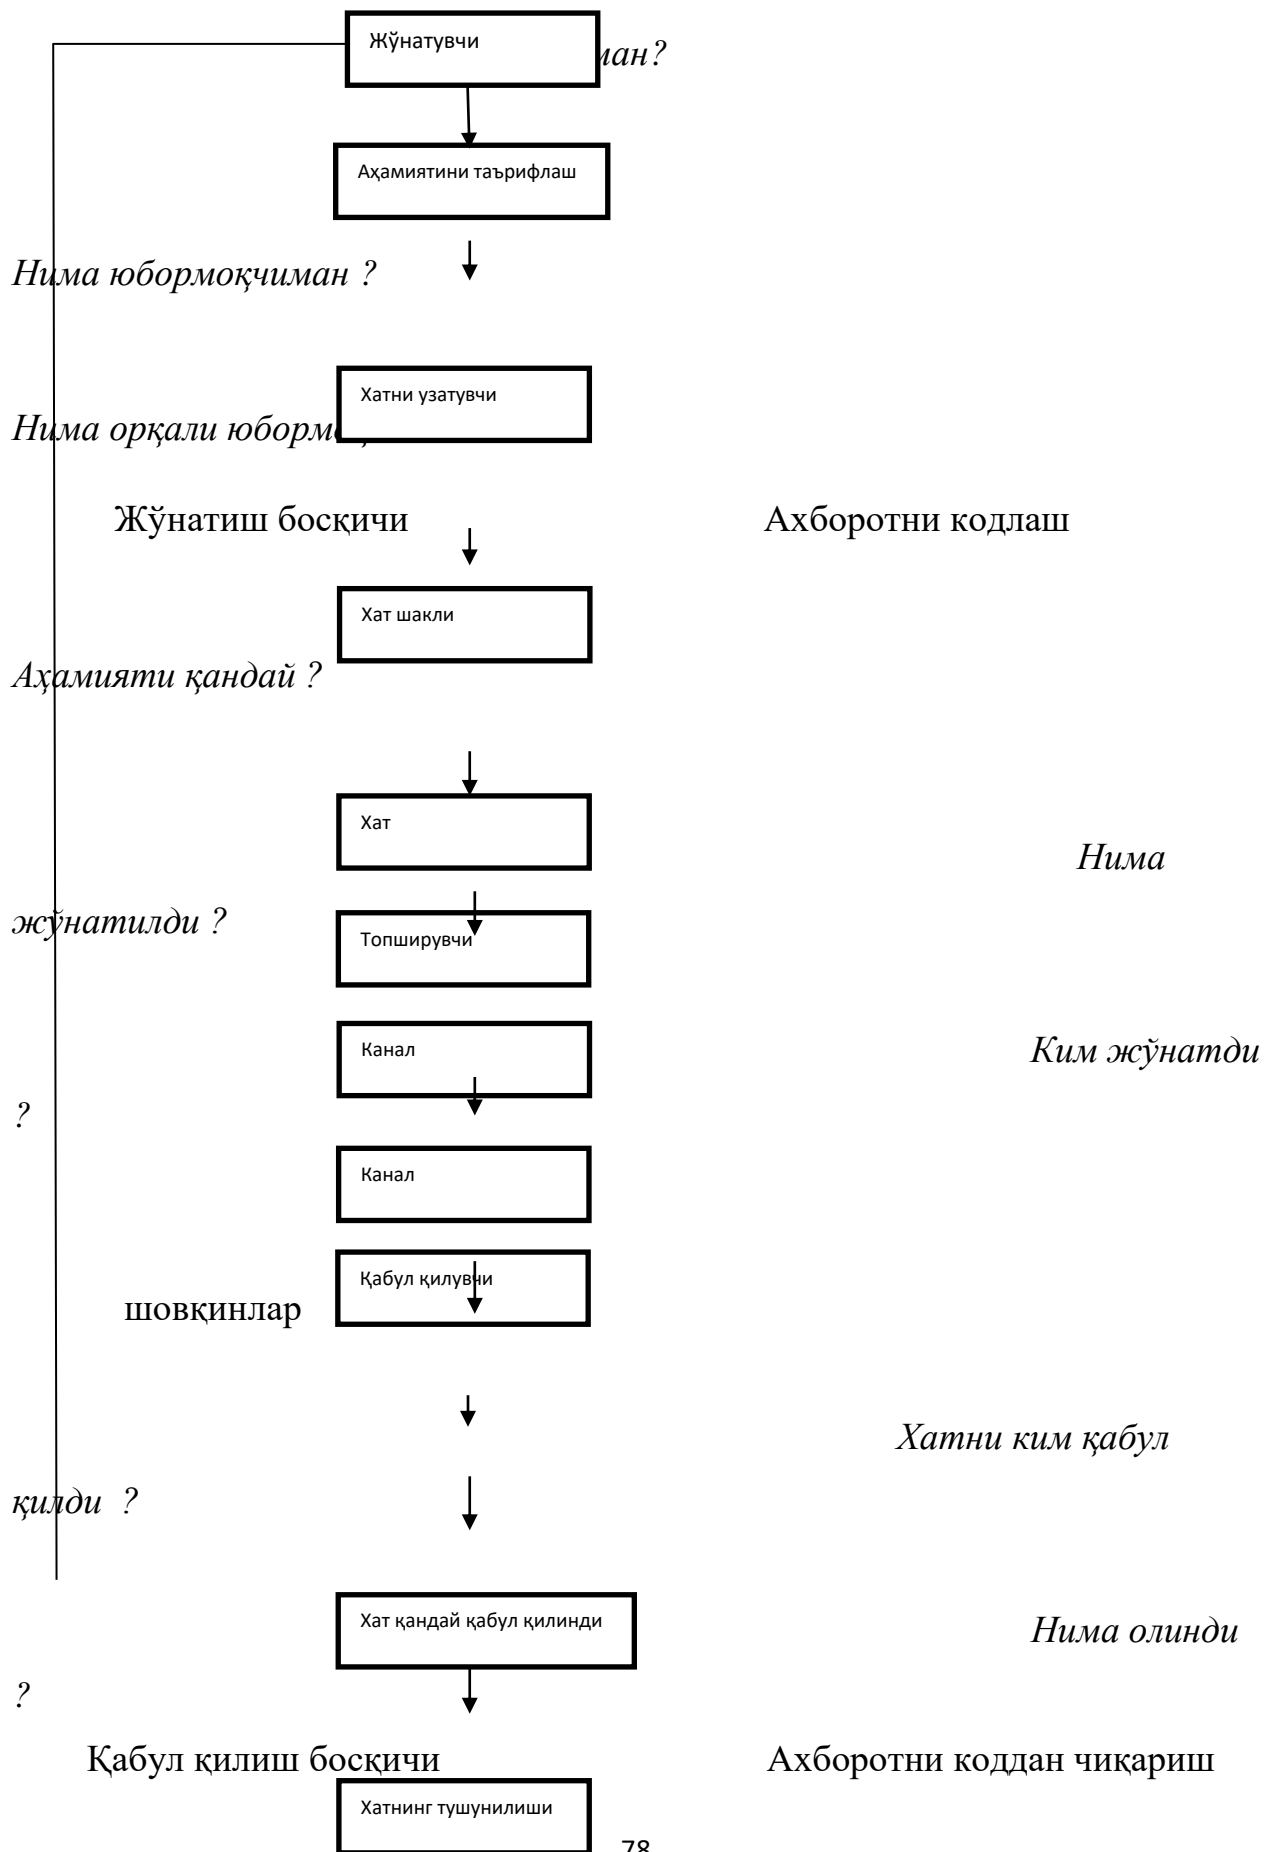 Жўнатувчи
ман?
Аҳамиятини таърифлаш
Нима юбормоқчиман ?
Хатни узатувчи
Нима орқали юборм
Жўнатиш босқичи Ахборотни кодлаш
Хат шакли
Аҳамияти қандай ?
Хат
Нима
жўнатилди ?
Топширувчи
Канал
Ким жўнатди
?
Канал
Қабул қилувчи
шовқинлар
Хатни ким қабул
қилди ?
Хат қандай қабул қилинди
Нима олинди
?
Қабул қилиш босқичи Ахборотни коддан чиқариш
Хатнинг тушунилиши
78